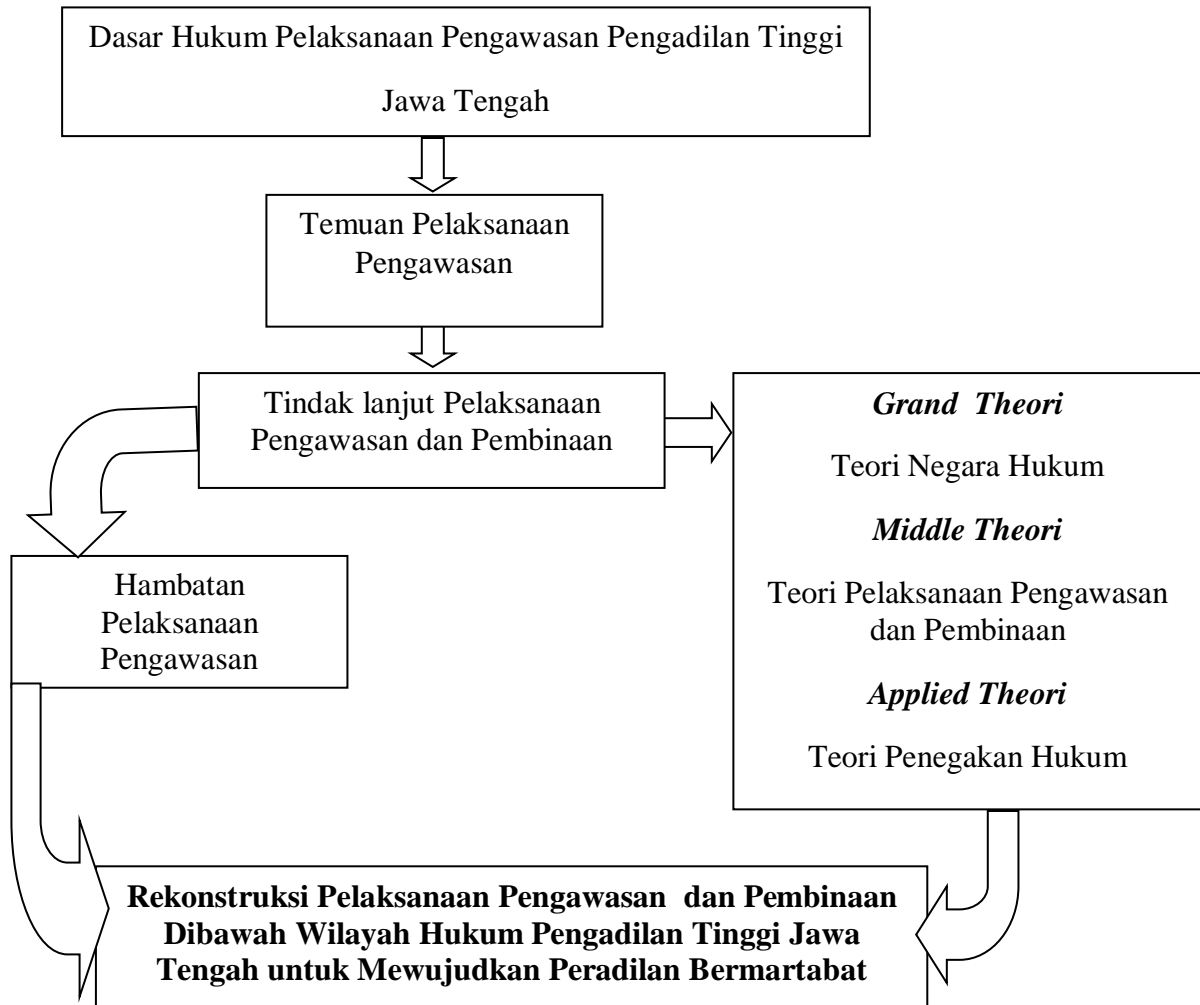 Dasar Hukum Pelaksanaan Pengawasan Pengadilan Tinggi
Jawa Tengah
Temuan Pelaksanaan
Pengawasan
Tindak lanjut Pelaksanaan
Pengawasan dan Pembinaan
Grand Theori
Teori Negara Hukum
Middle Theori
Teori Pelaksanaan Pengawasan
dan Pembinaan
Applied Theori
Teori Penegakan Hukum
Hambatan
Pelaksanaan
Pengawasan
Rekonstruksi Pelaksanaan Pengawasan dan Pembinaan
Dibawah Wilayah Hukum Pengadilan Tinggi Jawa
Tengah untuk Mewujudkan Peradilan Bermartabat